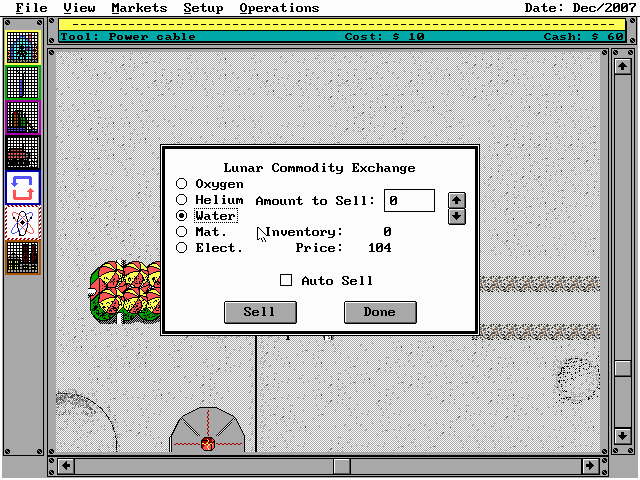 File View Markets Setup Operations Date: Dec/2007
Tool: Power cable Cost: $ 10 Cash: $ 60
Lunar Commodity Exchange
Oxygen
Helium Amount to Sell: 0
Water
Mat. Inventory: 0
Elect. Price: 104
Auto Sell
Sell Done